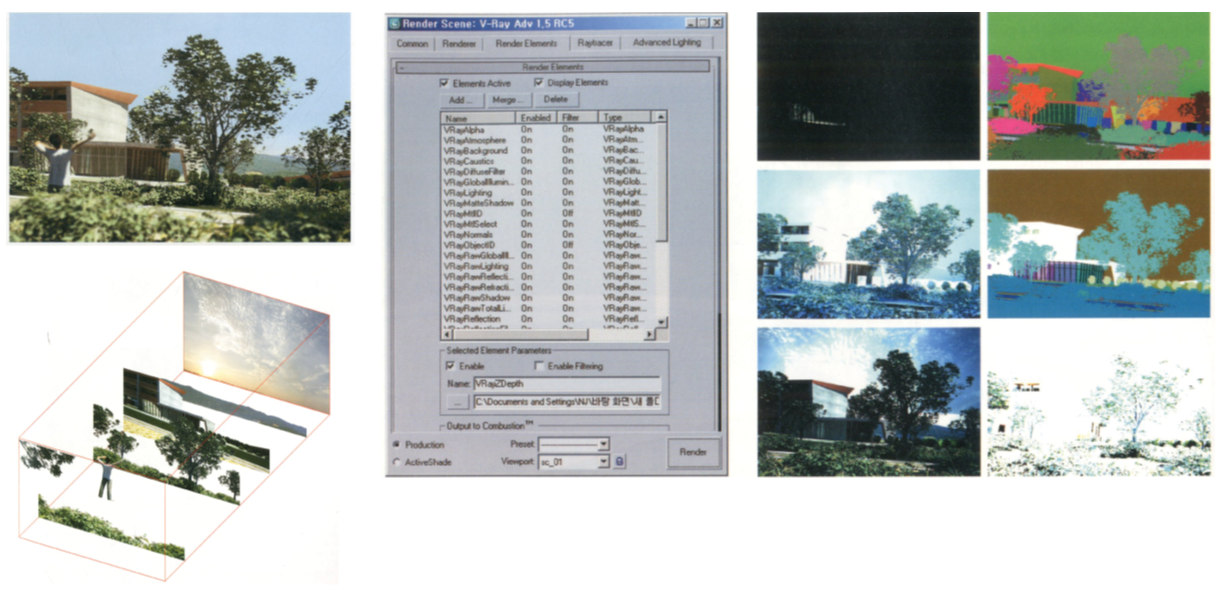 Render Scene: V-Ray Adv 1.5 RC5
Common Renderer Render Elements Raytracer Advanced Lighting
Render Elements
Elements Active Display Elements
Add ... Merge ... Delete
Name Enabled Filter Type
VRayAlpha On On VRayAlpha
VRayAtmosphere On On VRayAtm...
VRayBackground On On VRayBac...
VRayCaustics On On VRayCau...
VRayDiffuseFilter On On VRayDiffu...
VRayGlobalIllumin... On On VRayGlob...
VRayLighting On On VRayLight...
VRayMatteShadow On On VRayMatt...
VRayMtlID On Off VRayMtlID
VRayMtlSelect On On VRayMtlS...
VRayNormals On On VRayNor...
VRayObjectID On Off VRayObje...
VRayRawGlobalIll... On On VRayRaw...
VRayRawLighting On On VRayRaw...
VRayRawReflecti... On On VRayRaw...
VRayRawRefracti... On On VRayRaw...
VRayRawShadow On On VRayRaw...
VRayRawTotalLi... On On VRayRaw...
VRayReflection On On VRayRefl...
Selected Element Parameters
Enable Enable Filtering
Name: VRayZDepth
... C:\Documents and Settings\NJ\바탕 화면\새 폴더
Output to Combustion™
Production Preset:
ActiveShade Viewport: sc_01
Render